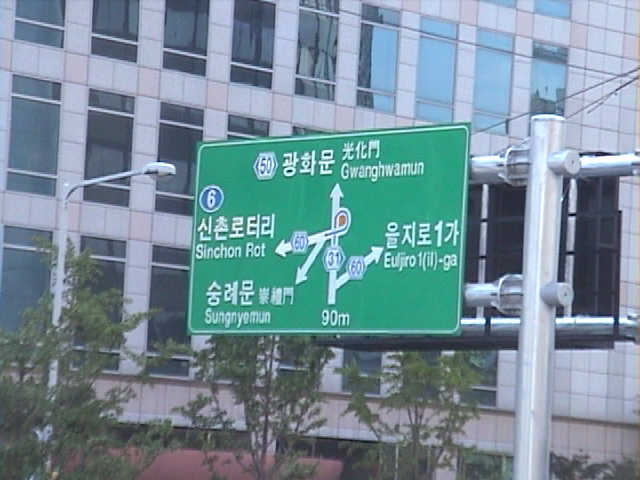 50 광화문 光化門
Gwanghwamun
6
신촌로터리
Sinchon Rot
60
을지로1가
Euljiro 1(il)-ga
31
60
숭례문 崇禮門
Sungnyemun
90m